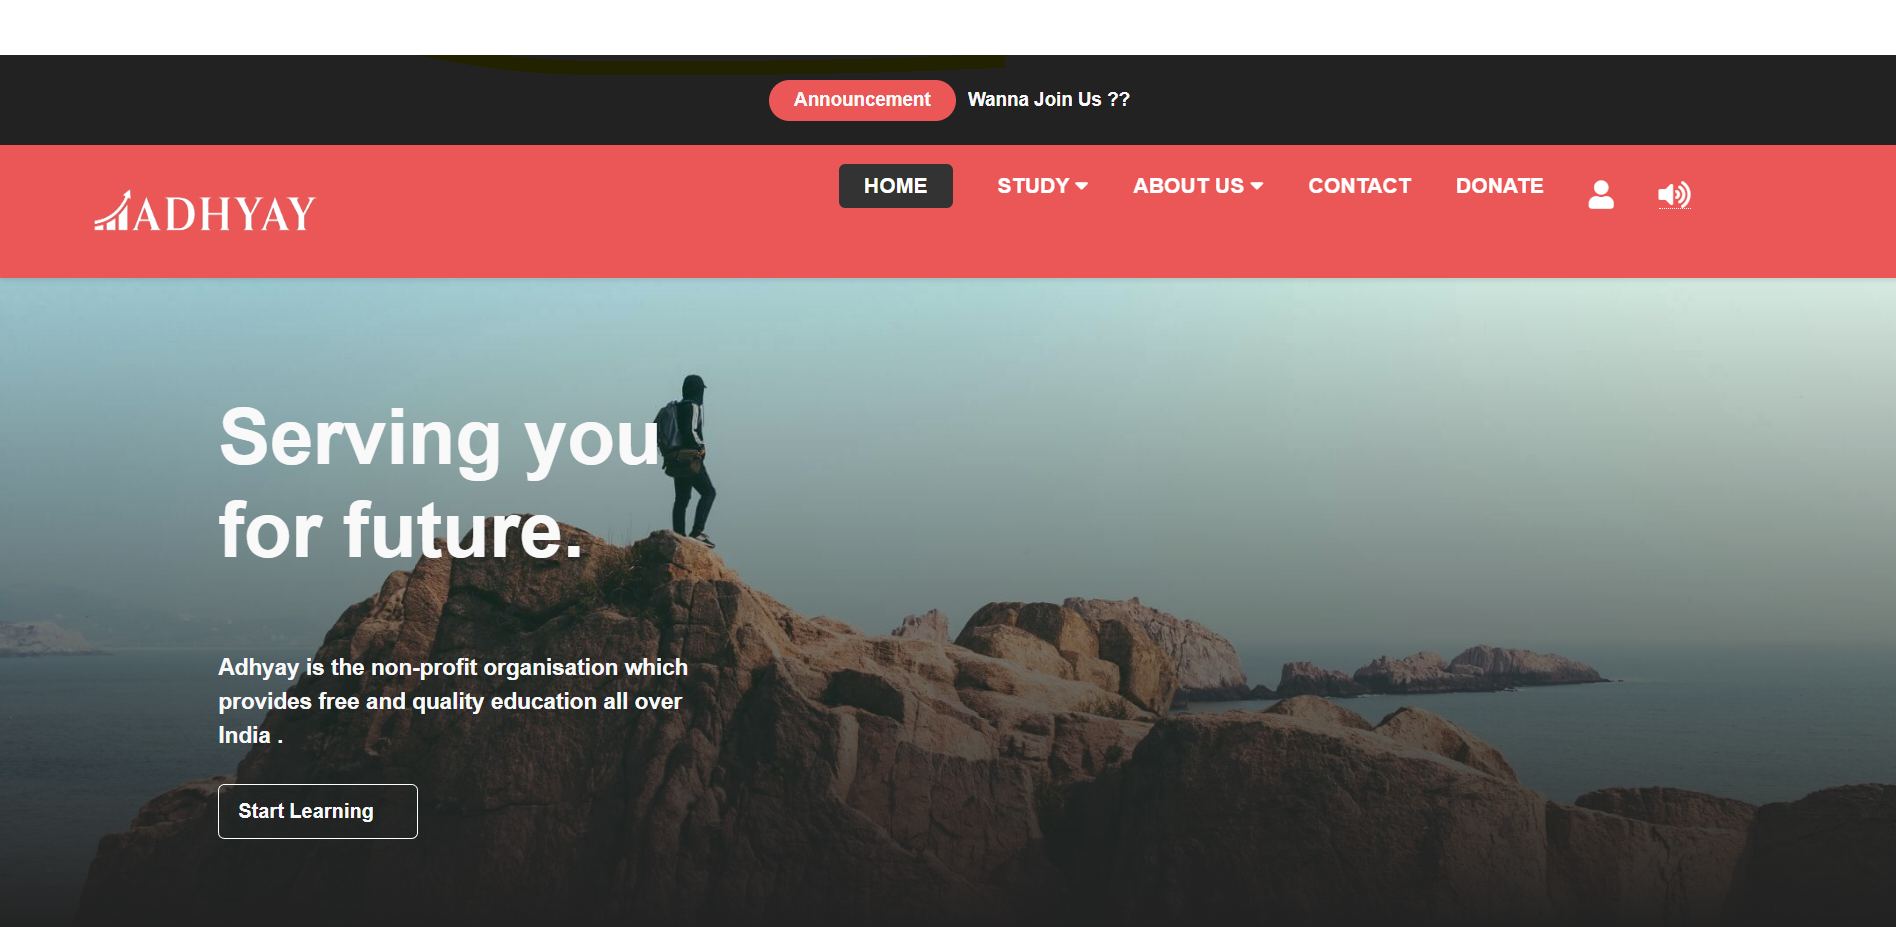 Announcement Wanna Join Us ??
ADHYAY
HOME STUDY ABOUT US CONTACT DONATE
Serving you
for future.
Adhyay is the non-profit organisation which
provides free and quality education all over
India .
Start Learning